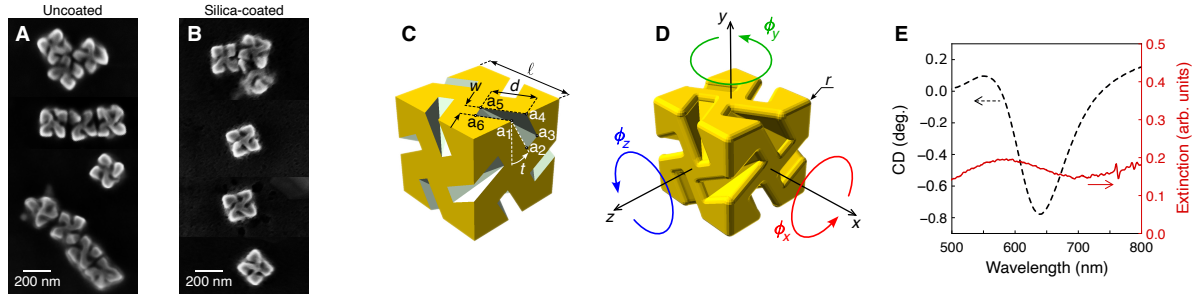 Uncoated
A
200 nm
Silica-coated
B
200 nm
C
ℓ
w
d
a5
a4
a6
a1
a3
a2
t
D
y
ϕy
r
ϕz
z
ϕx
x
E
CD (deg.)
0.2
0.0
−0.2
−0.4
−0.6
−0.8
500 600 700 800
Wavelength (nm)
0.5
0.4
0.3
0.2
0.1
0.0
Extinction (arb. units)